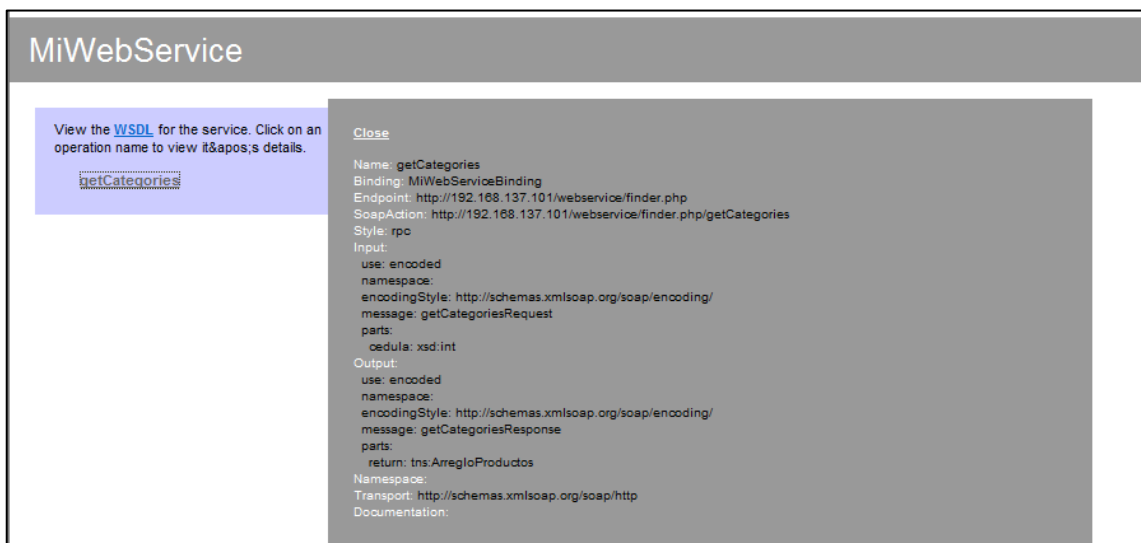 MiWebService
View the WSDL for the service. Click on an
operation name to view it&apos;s details.
getCategories
Close
Name: getCategories
Binding: MiWebServiceBinding
Endpoint: http://192.168.137.101/webservice/finder.php
SoapAction: http://192.168.137.101/webservice/finder.php/getCategories
Style: rpc
Input:
use: encoded
namespace:
encodingStyle: http://schemas.xmlsoap.org/soap/encoding/
message: getCategoriesRequest
parts:
cedula: xsd:int
Output:
use: encoded
namespace:
encodingStyle: http://schemas.xmlsoap.org/soap/encoding/
message: getCategoriesResponse
parts:
return: tns:ArregloProductos
Namespace:
Transport: http://schemas.xmlsoap.org/soap/http
Documentation: